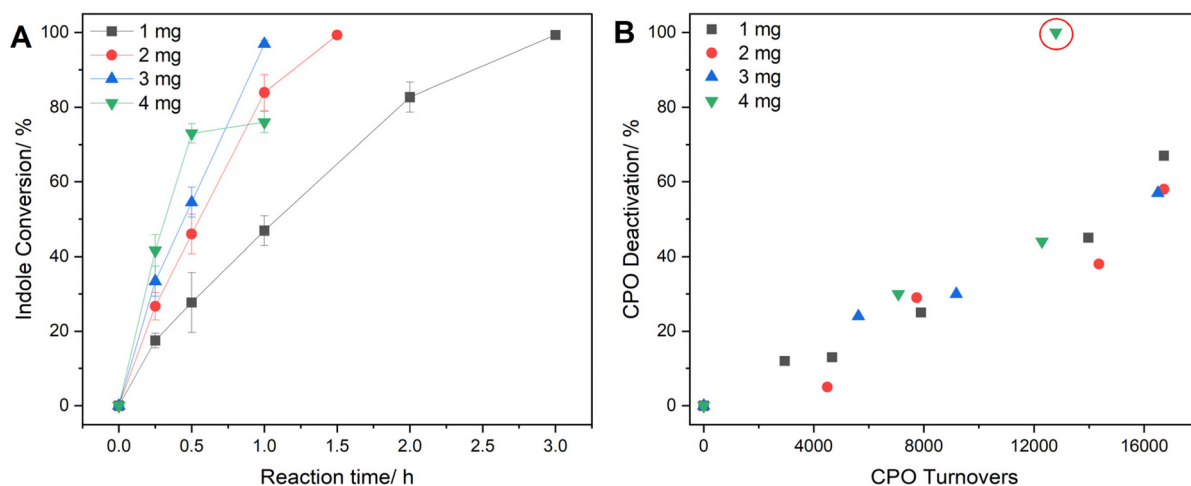 A
1 mg
2 mg
3 mg
4 mg
Indole Conversion/ %
100
80
60
40
20
0
0.0 0.5 1.0 1.5 2.0 2.5 3.0
Reaction time/ h
B
1 mg
2 mg
3 mg
4 mg
CPO Deactivation/ %
100
80
60
40
20
0
0 4000 8000 12000 16000
CPO Turnovers